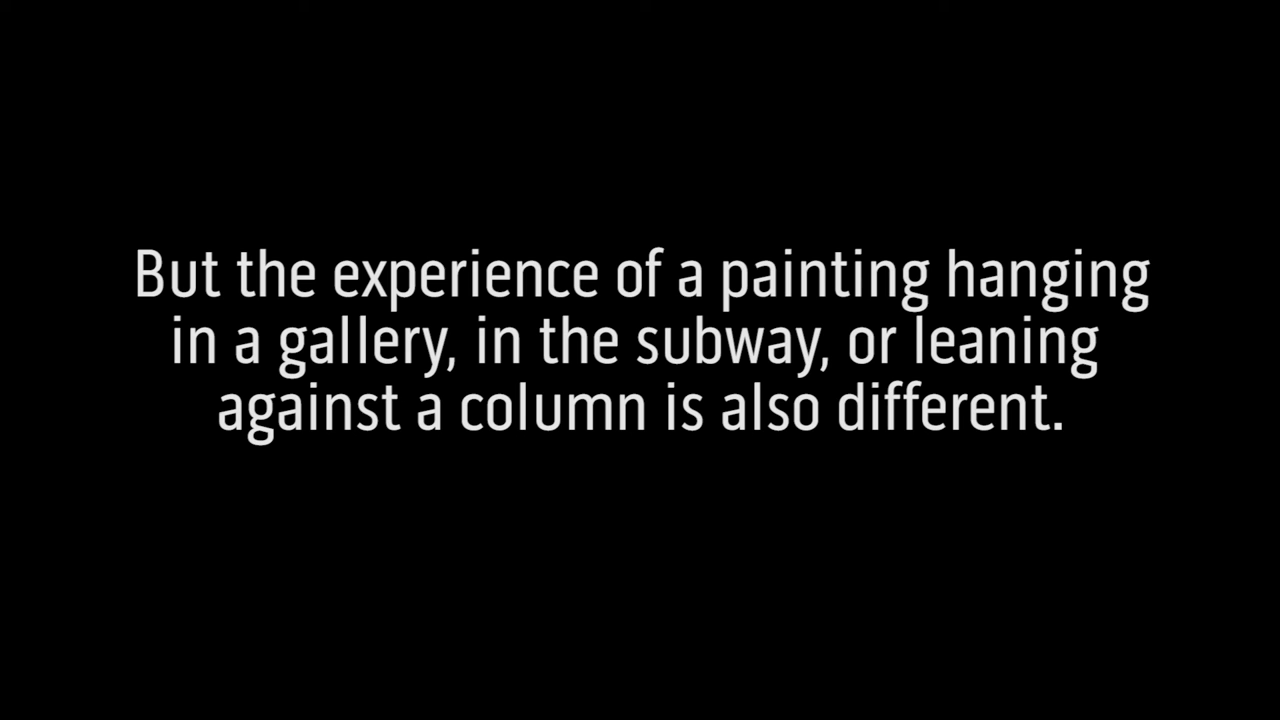 But the experience of a painting hanging
in a gallery, in the subway, or leaning
against a column is also different.